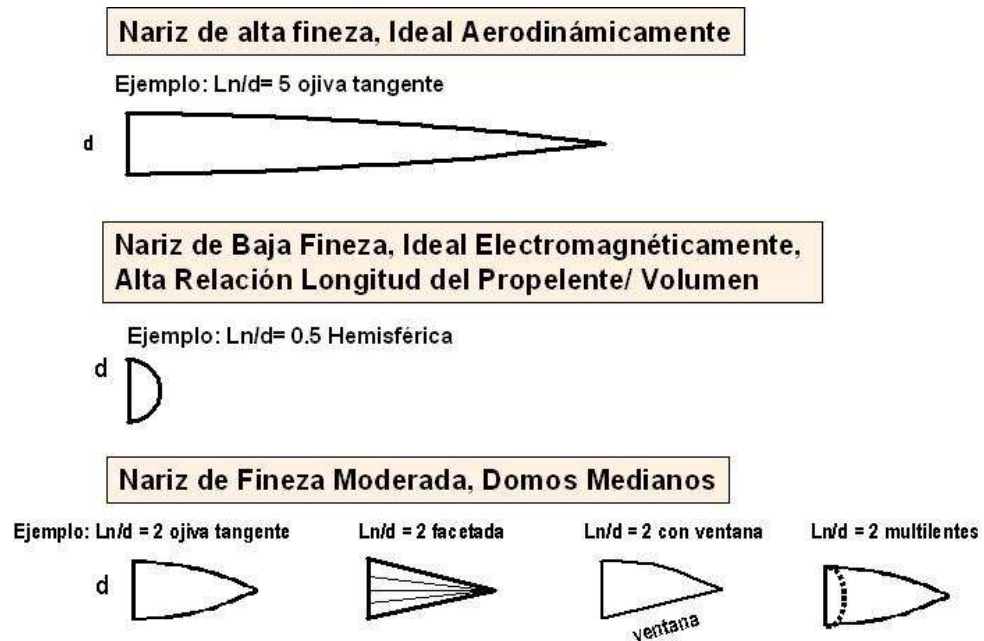 Nariz de alta fineza, Ideal Aerodinámicamente
Ejemplo: Ln/d= 5 ojiva tangente
d
Nariz de Baja Fineza, Ideal Electromagnéticamente,
Alta Relación Longitud del Propelente/ Volumen
Ejemplo: Ln/d= 0.5 Hemisférica
d
Nariz de Fineza Moderada, Domos Medianos
Ejemplo: Ln/d = 2 ojiva tangente
Ln/d = 2 facetada
Ln/d = 2 con ventana
Ln/d = 2 multilentes
d
ventana